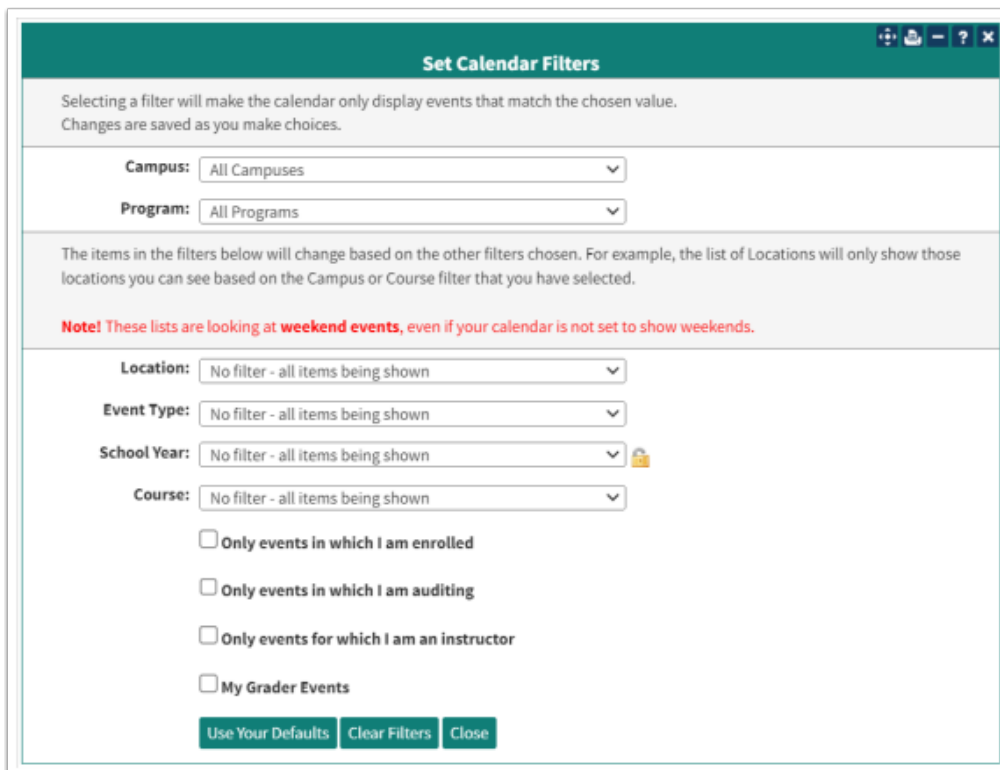 Set Calendar Filters
Selecting a filter will make the calendar only display events that match the chosen value.
Changes are saved as you make choices.
Campus: All Campuses
Program: All Programs
The items in the filters below will change based on the other filters chosen. For example, the list of Locations will only show those
locations you can see based on the Campus or Course filter that you have selected.
Note! These lists are looking at weekend events, even if your calendar is not set to show weekends.
Location: No filter - all items being shown
Event Type: No filter - all items being shown
School Year: No filter - all items being shown
Course: No filter - all items being shown
Only events in which I am enrolled
Only events in which I am auditing
Only events for which I am an instructor
My Grader Events
Use Your Defaults Clear Filters Close